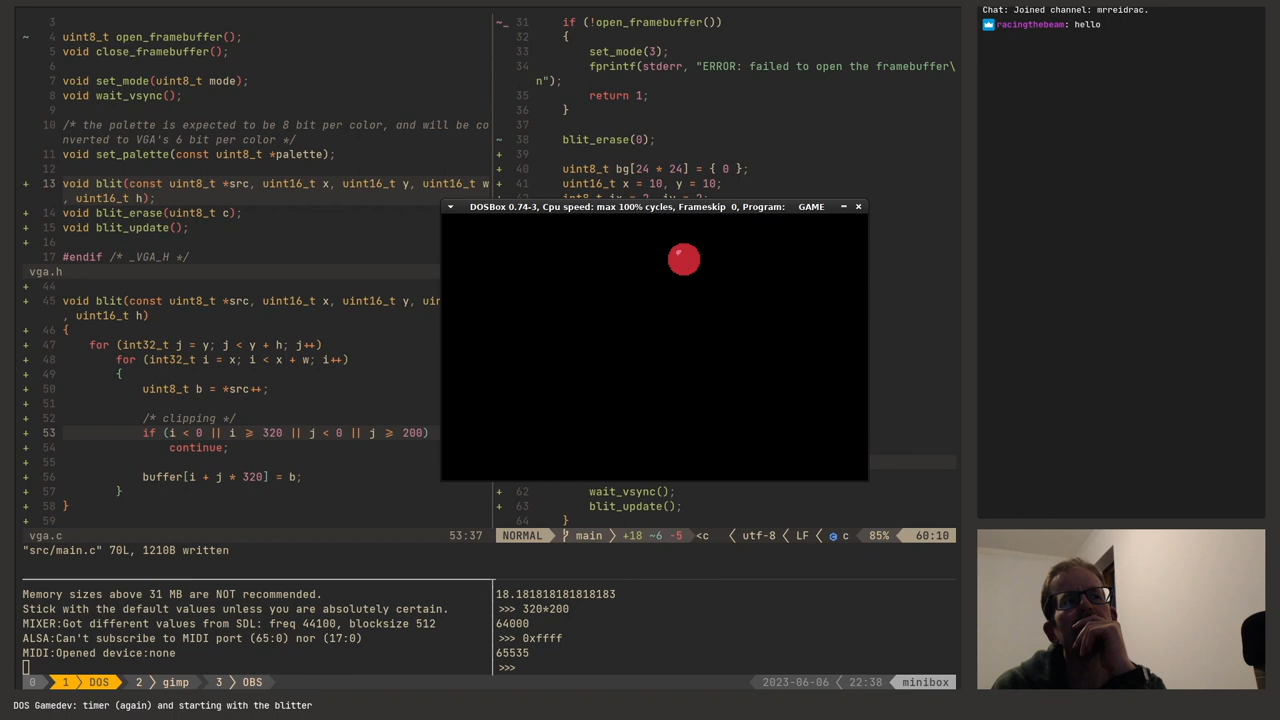 3
~ 4 uint8_t open_framebuffer();
5 void close_framebuffer();
6
7 void set_mode(uint8_t mode);
8 void wait_vsync();
9
10 /* the palette is expected to be 8 bit per color, and will be co
nverted to VGA's 6 bit per color */
11 void set_palette(const uint8_t *palette);
12
+ 13 void blit(const uint8_t *src, uint16_t x, uint16_t y, uint16_t w
, uint16_t h);
+ 14 void blit_erase(uint8_t c);
+ 15 void blit_update();
+ 16
17 #endif /* _VGA_H */
vga.h
+ 44
+ 45 void blit(const uint8_t *src, uint16_t x, uint16_t y, uin
, uint16_t h)
+ 46 {
+ 47 for (int32_t j = y; j < y + h; j++)
+ 48 for (int32_t i = x; i < x + w; i++)
+ 49 {
+ 50 uint8_t b = *src++;
+ 51
+ 52 /* clipping */
+ 53 if (i < 0 || i >= 320 || j < 0 || j >= 200)
+ 54 continue;
+ 55
+ 56 buffer[i + j * 320] = b;
+ 57 }
+ 58 }
+ 59
vga.c 53:37
~_ 31 if (!open_framebuffer())
32 {
33 set_mode(3);
34 fprintf(stderr, "ERROR: failed to open the framebuffer\
n");
35 return 1;
36 }
37
~ 38 blit_erase(0);
+ 39
+ 40 uint8_t bg[24 * 24] = { 0 };
+ 41 uint16_t x = 10, y = 10;
DOSBox 0.74-3, Cpu speed: max 100% cycles, Frameskip 0, Program: GAME
+ 62 wait_vsync();
+ 63 blit_update();
64 }
NORMAL main +18 ~6 -5 <c utf-8 LF c 85% 60:10
"src/main.c" 70L, 1210B written
Memory sizes above 31 MB are NOT recommended.
Stick with the default values unless you are absolutely certain.
MIXER:Got different values from SDL: freq 44100, blocksize 512
ALSA:Can't subscribe to MIDI port (65:0) nor (17:0)
MIDI:Opened device:none
18.181818181818183
>>> 320*200
64000
>>> 0xffff
65535
>>>
0 1 DOS 2 gimp 3 OBS 2023-06-06 22:38 minibox
DOS Gamedev: timer (again) and starting with the blitter
Chat: Joined channel: mrreidrac.
racingthebeam: hello